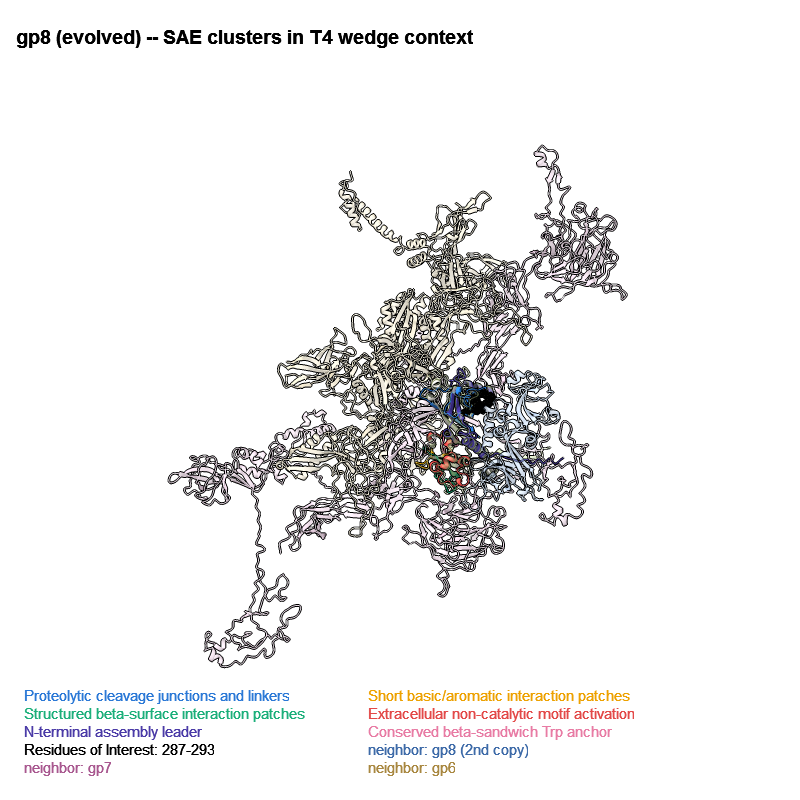 gp8 (evolved) -- SAE clusters in T4 wedge context
Proteolytic cleavage junctions and linkers
Structured beta-surface interaction patches
N-terminal assembly leader
Residues of Interest: 287-293
neighbor: gp7
Short basic/aromatic interaction patches
Extracellular non-catalytic motif activation
Conserved beta-sandwich Trp anchor
neighbor: gp8 (2nd copy)
neighbor: gp6